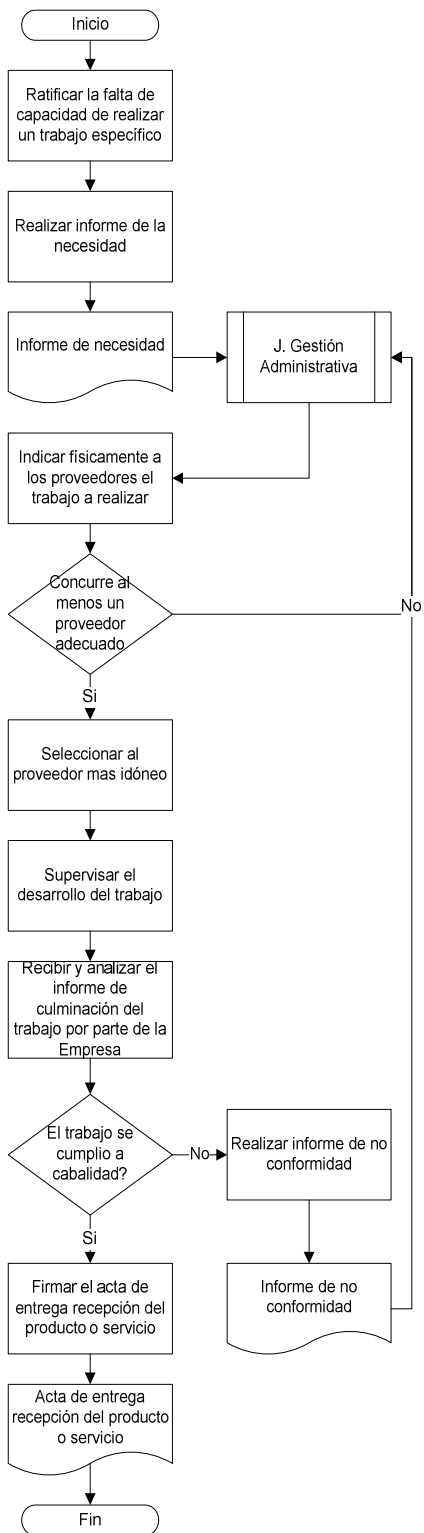 Inicio
Ratificar la falta de
capacidad de realizar
un trabajo específico
Realizar informe de la
necesidad
Informe de necesidad
J. Gestión
Administrativa
Indicar físicamente a
los proveedores el
trabajo a realizar
Concurre al
menos un
proveedor
adecuado
No
Si
Seleccionar al
proveedor mas idóneo
Supervisar el
desarrollo del trabajo
Recibir y analizar el
informe de
culminación del
trabajo por parte de la
Empresa
El trabajo se
cumplio a
cabalidad?
No
Realizar informe de no
conformidad
Si
Firmar el acta de
entrega recepción del
producto o servicio
Informe de no
conformidad
Acta de entrega
recepción del producto
o servicio
Fin